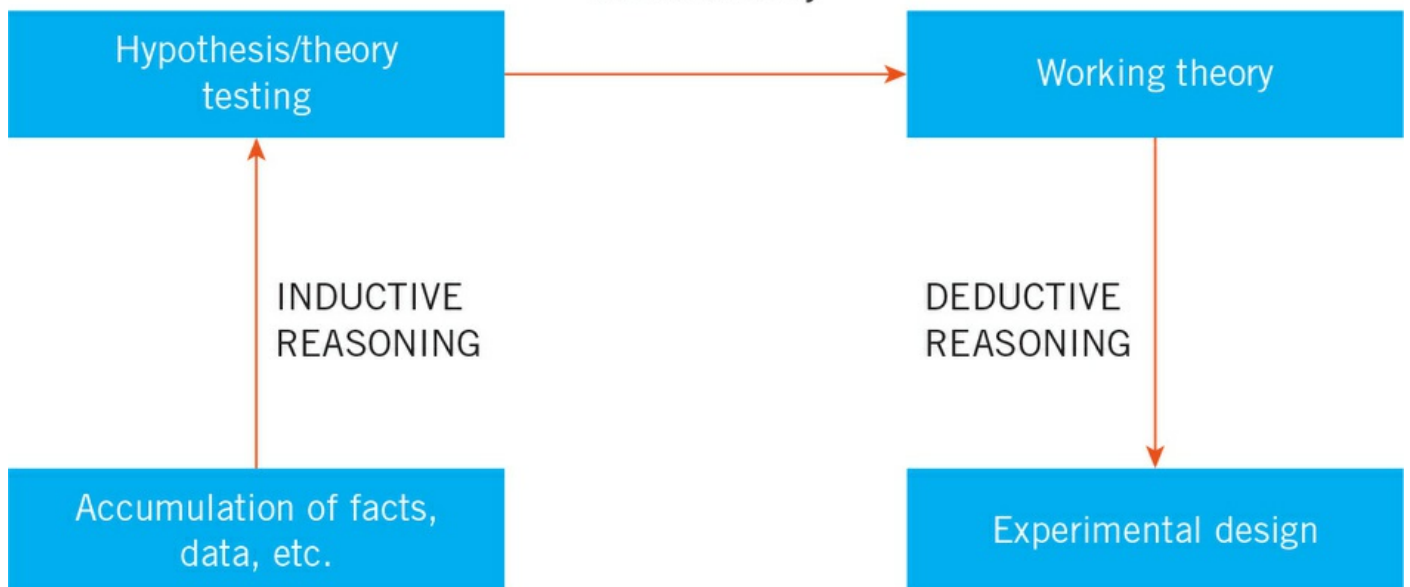 Hypothesis/theory
testing
Working theory
INDUCTIVE
REASONING
DEDUCTIVE
REASONING
Accumulation of facts,
data, etc.
Experimental design